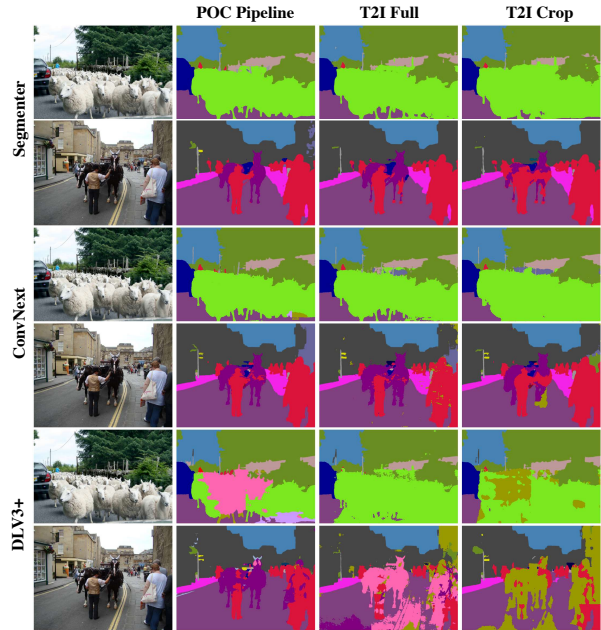 POC Pipeline T2I Full T2I Crop
Segmenter
ConvNext
DLV3+